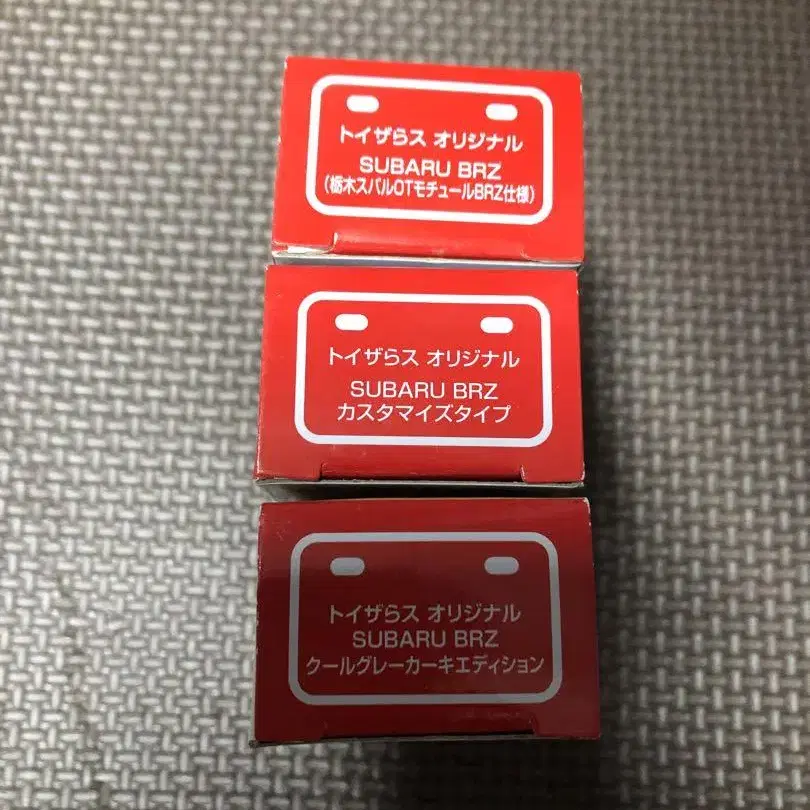 トイザらス オリジナル
SUBARU BRZ
(栃木スバルOTモチュールBRZ仕様)
トイザらス オリジナル
SUBARU BRZ
カスタマイズタイプ
トイザらス オリジナル
SUBARU BRZ
クールグレーカーキエディション